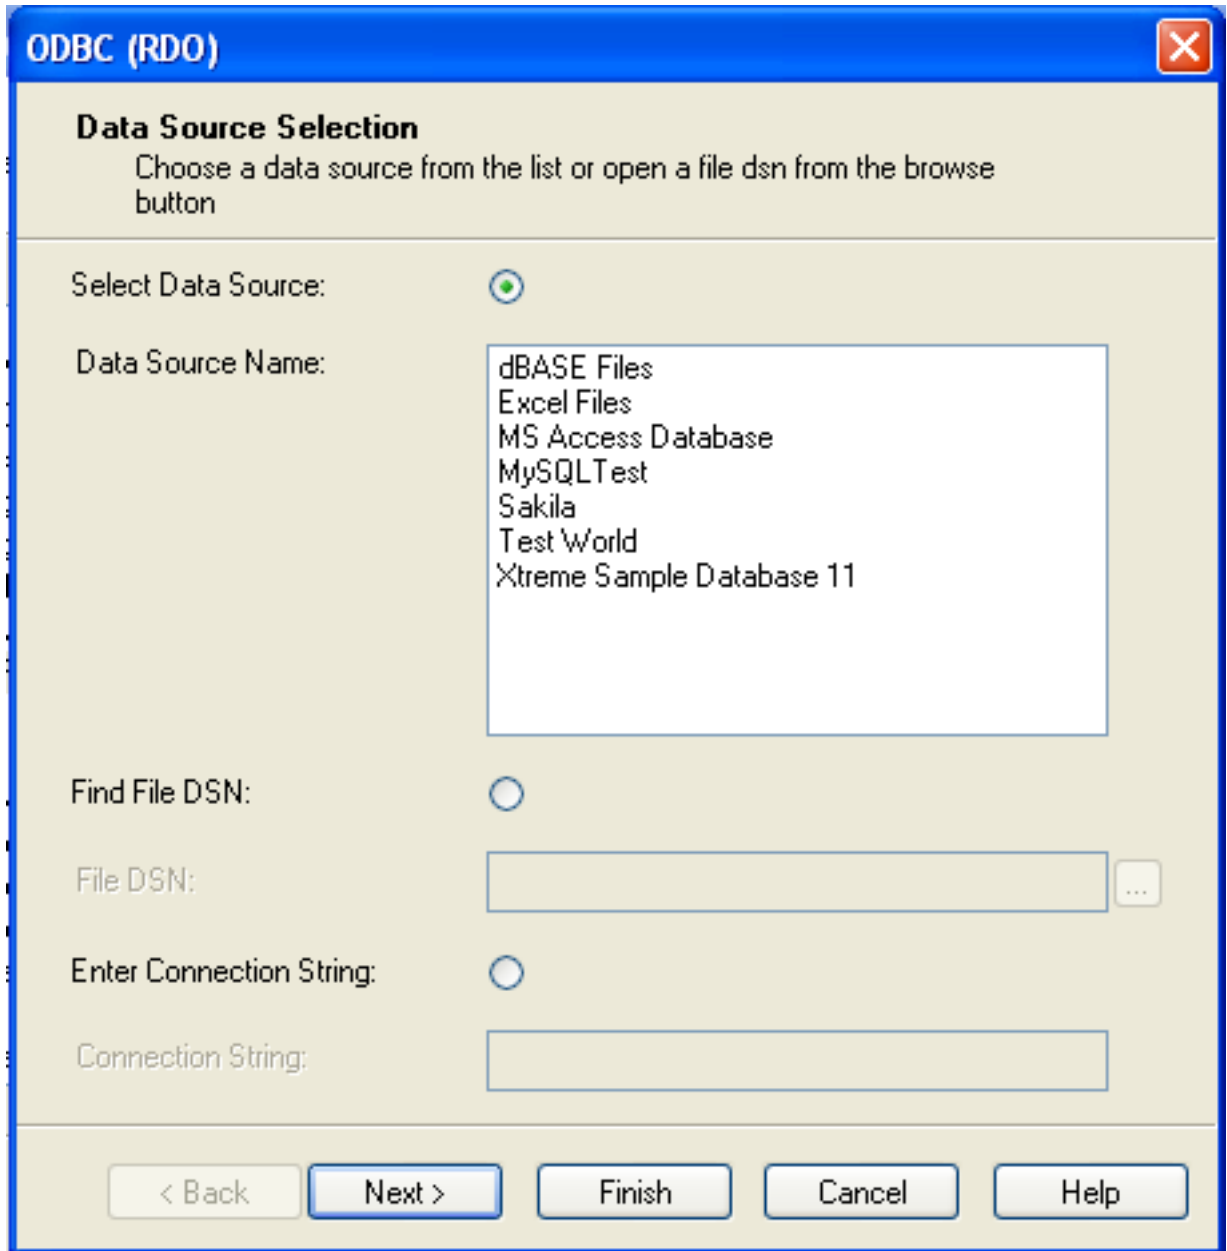 ODBC (RDO)
Data Source Selection
Choose a data source from the list or open a file dsn from the browse
button
Select Data Source:
Data Source Name:
dBASE Files
Excel Files
MS Access Database
MySQLTest
Sakila
Test World
Xtreme Sample Database 11
Find File DSN:
File DSN:
...
Enter Connection String:
Connection String:
< Back
Next >
Finish
Cancel
Help